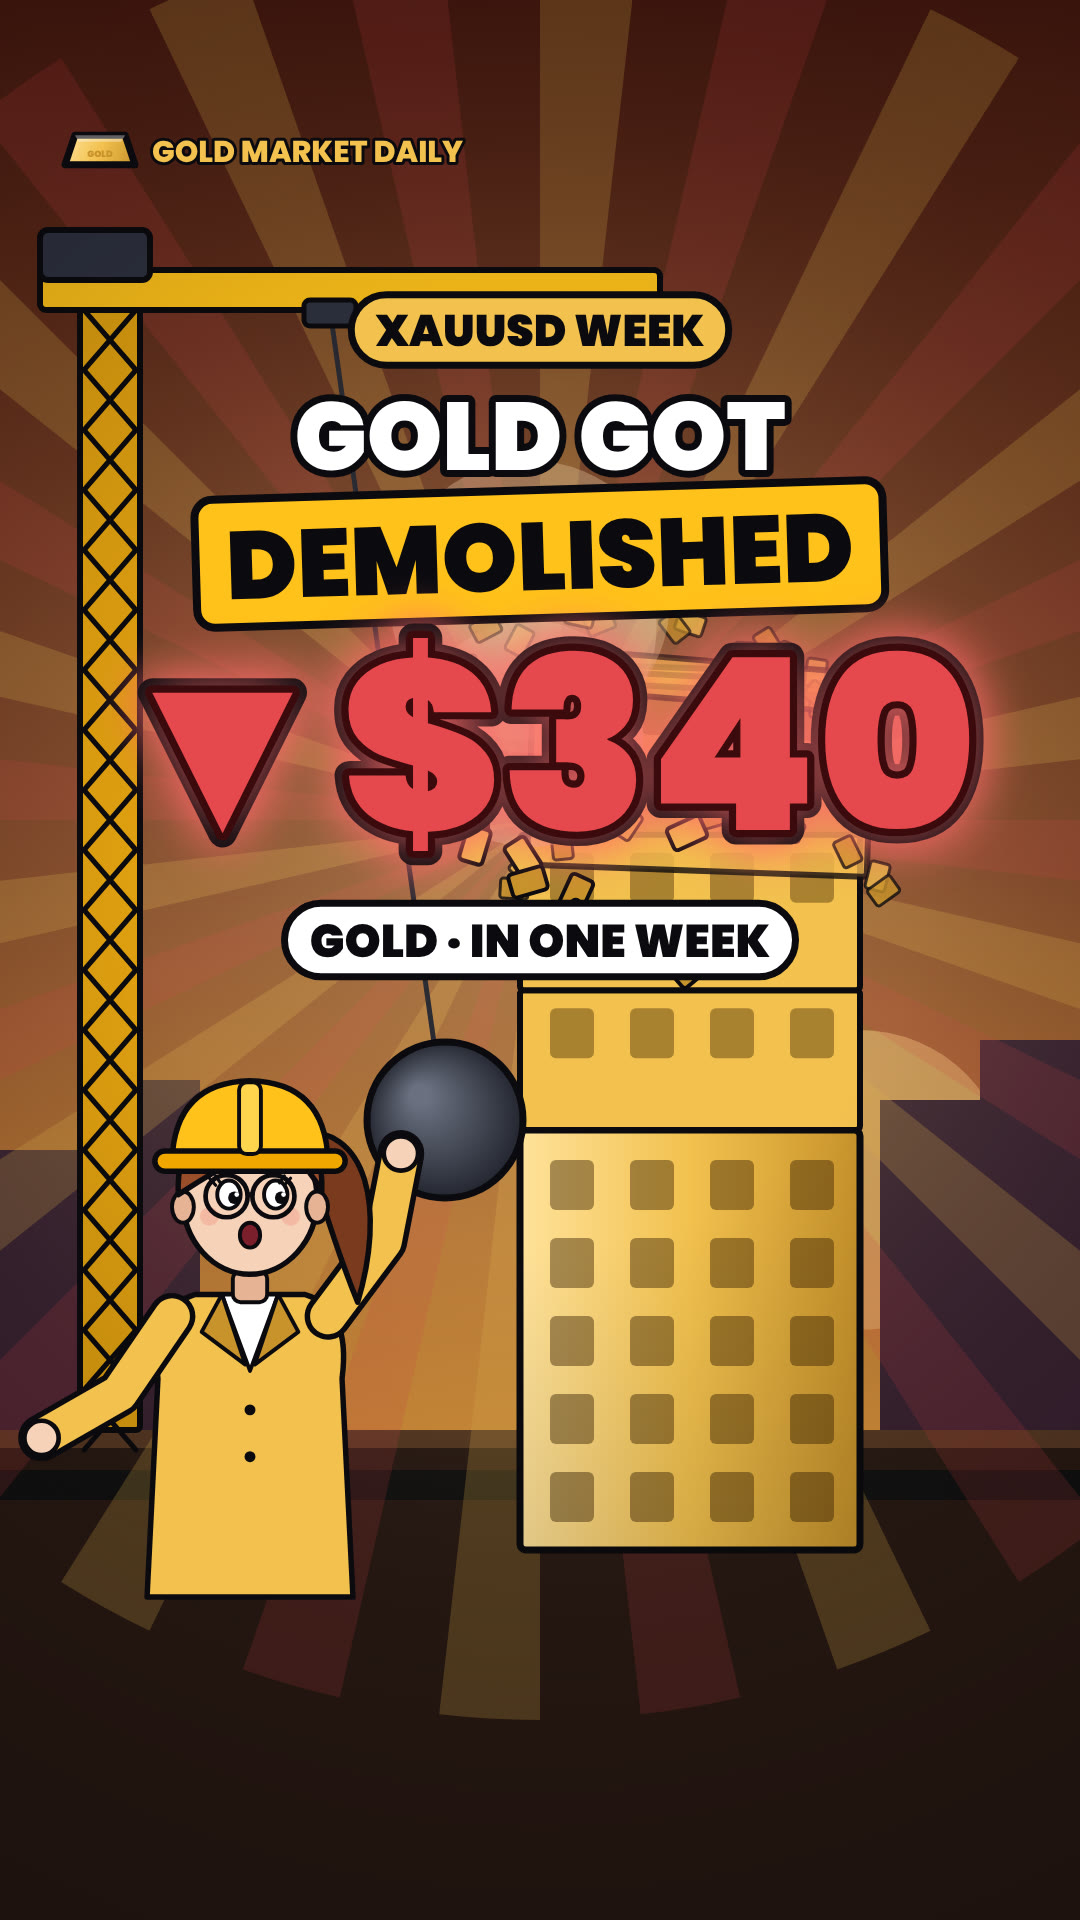 GOLD
GOLD MARKET DAILY
XAUUSD WEEK
GOLD GOT
DEMOLISHED
▼ $340
GOLD · IN ONE WEEK